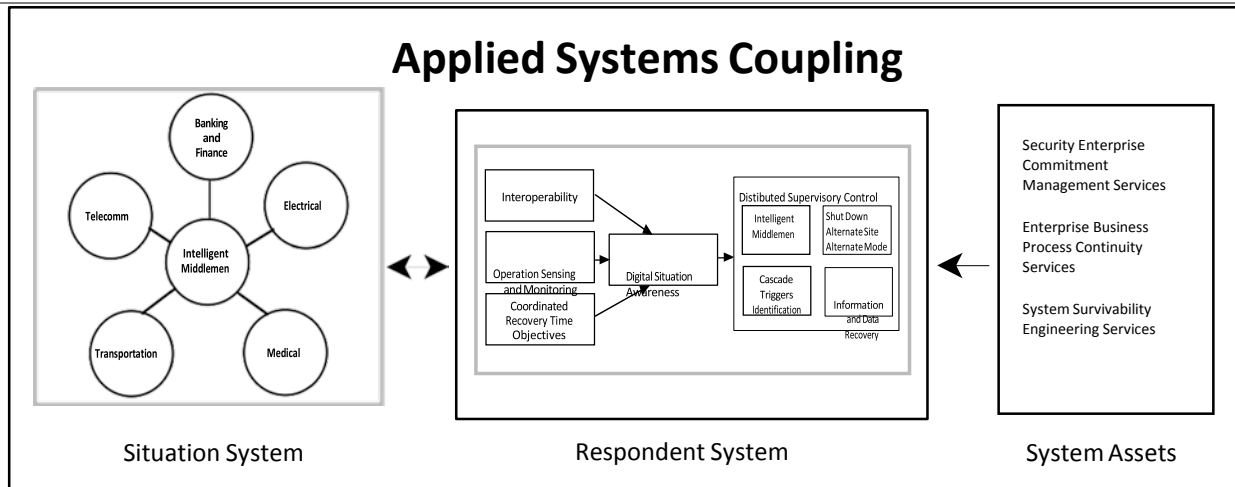 Applied Systems Coupling
Banking
and
Finance
Telecomm
Electrical
Intelligent
Middlemen
Transportation
Medical
Situation System
Interoperability
Operation Sensing
and Monitoring
Coordinated
Recovery Time
Objectives
Digital Situation
Awareness
Distibuted Supervisory Control
Intelligent
Middlemen
Shut Down
Alternate Site
Alternate Mode
Cascade
Triggers
Identification
Information
and Data
Recovery
Respondent System
Security Enterprise
Commitment
Management Services
Enterprise Business
Process Continuity
Services
System Survivability
Engineering Services
System Assets